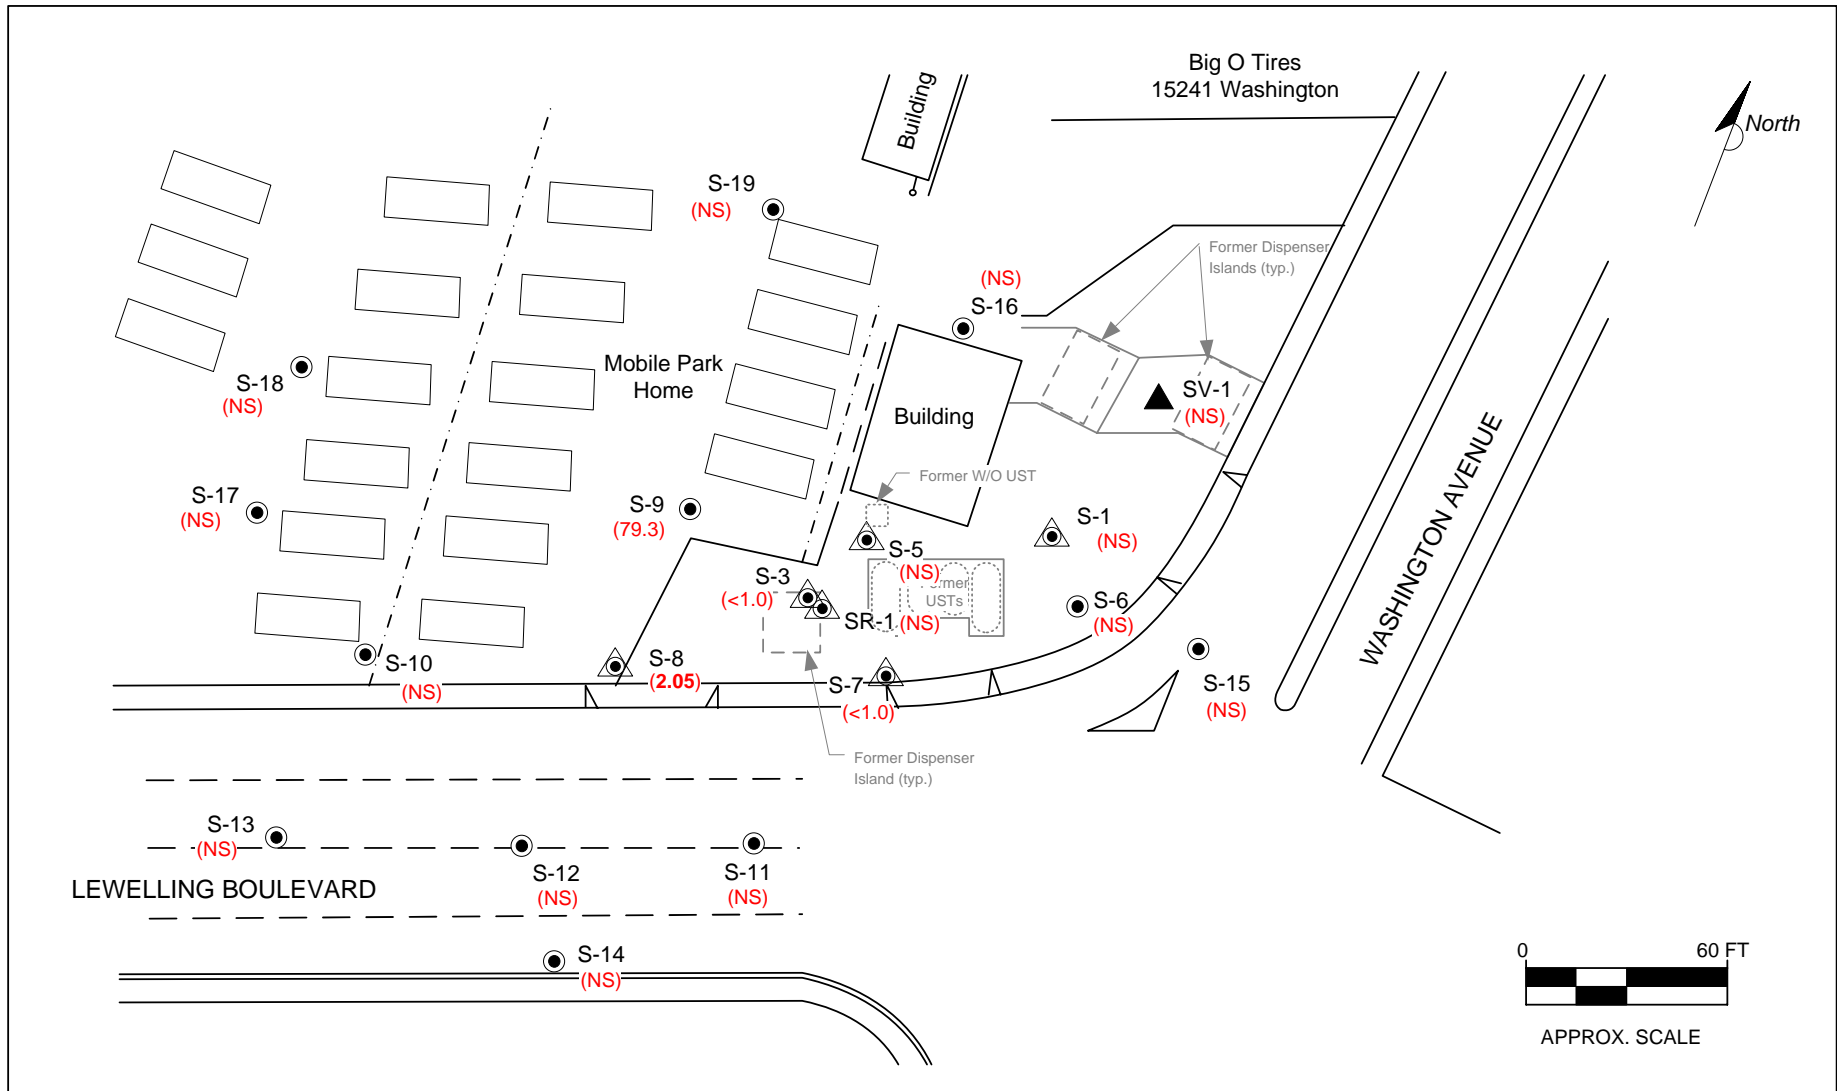 Big O Tires
15241 Washington
North
Building
S-19
(NS)
Former Dispenser
Islands (typ.)
(NS)
S-16
Mobile Park
Home
S-18
(NS)
SV-1
(NS)
Building
WASHINGTON AVENUE
Former W/O UST
S-17
(NS)
S-9
(79.3)
S-1
(NS)
S-5
(NS)
S-3
(<1.0)
USTs
SR-1
(NS)
S-6
(NS)
S-10
(NS)
S-8
(2.05)
S-7
(<1.0)
S-15
(NS)
Former Dispenser
Island (typ.)
S-13
(NS)
S-12
(NS)
S-11
(NS)
LEWELLING BOULEVARD
S-14
(NS)
0 60 FT
APPROX. SCALE